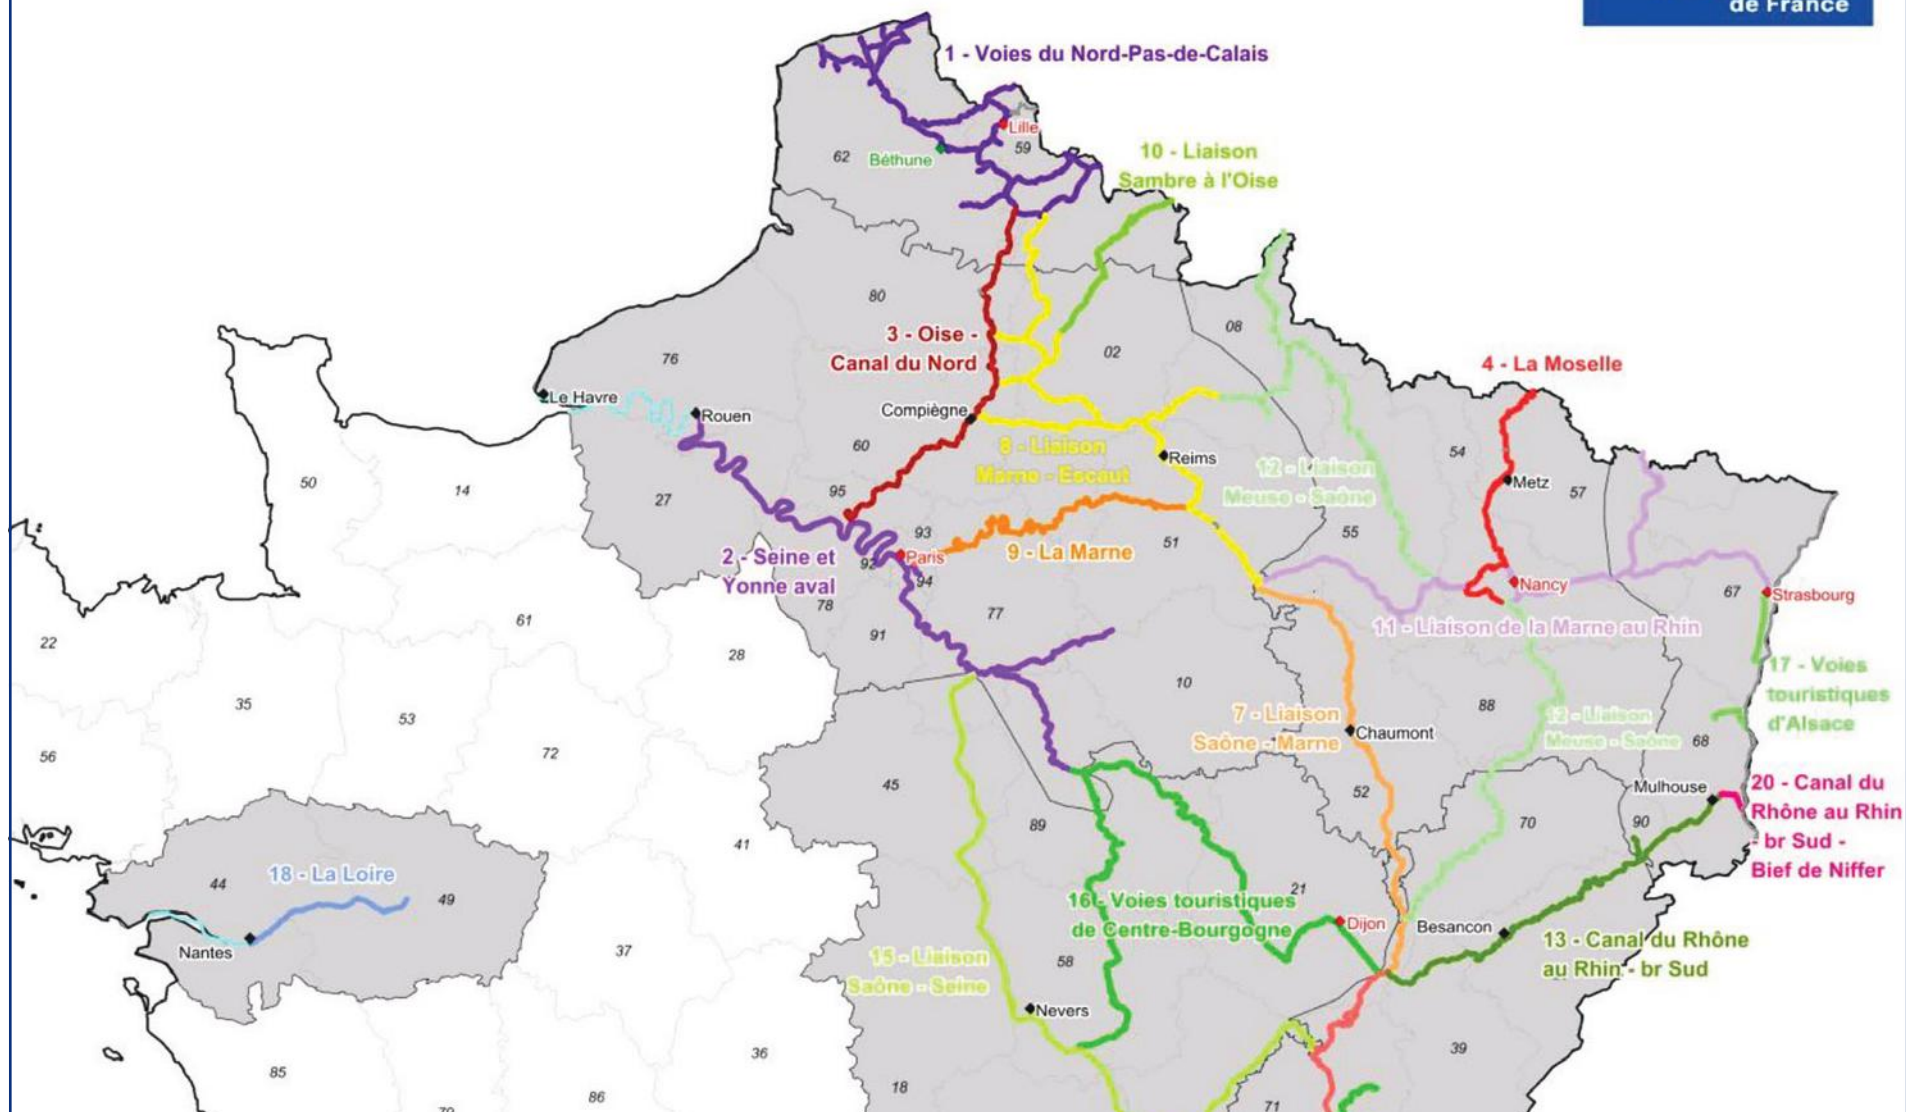 de France
1 - Voies du Nord-Pas-de-Calais
Lille
62
Béthune
59
10 - Liaison
Sambre à l'Oise
80
3 - Oise -
Canal du Nord
02
08
76
4 - La Moselle
Le Havre
Rouen
Compiègne
60
8 - Liaison
Marne - Escaut
Reims
12 - Liaison
Meuse - Saône
54
Metz
57
50
14
27
95
93
9 - La Marne
51
55
2 - Seine et
Yonne aval
92
Paris
94
78
77
Nancy
67
Strasbourg
11 - Liaison de la Marne au Rhin
22
61
91
28
17 - Voies
touristiques
d'Alsace
35
53
10
7 - Liaison
Saône - Marne
Chaumont
88
12 - Liaison
Meuse - Saône
68
56
72
45
52
Mulhouse
20 - Canal du
Rhône au Rhin
- br Sud -
Bief de Niffer
89
70
90
41
44
18 - La Loire
49
21
16 - Voies touristiques
de Centre-Bourgogne
Dijon
Besancon
13 - Canal du Rhône
au Rhin - br Sud
Nantes
37
15 - Liaison
Saône - Seine
58
Nevers
85
36
39
18
86
79
71